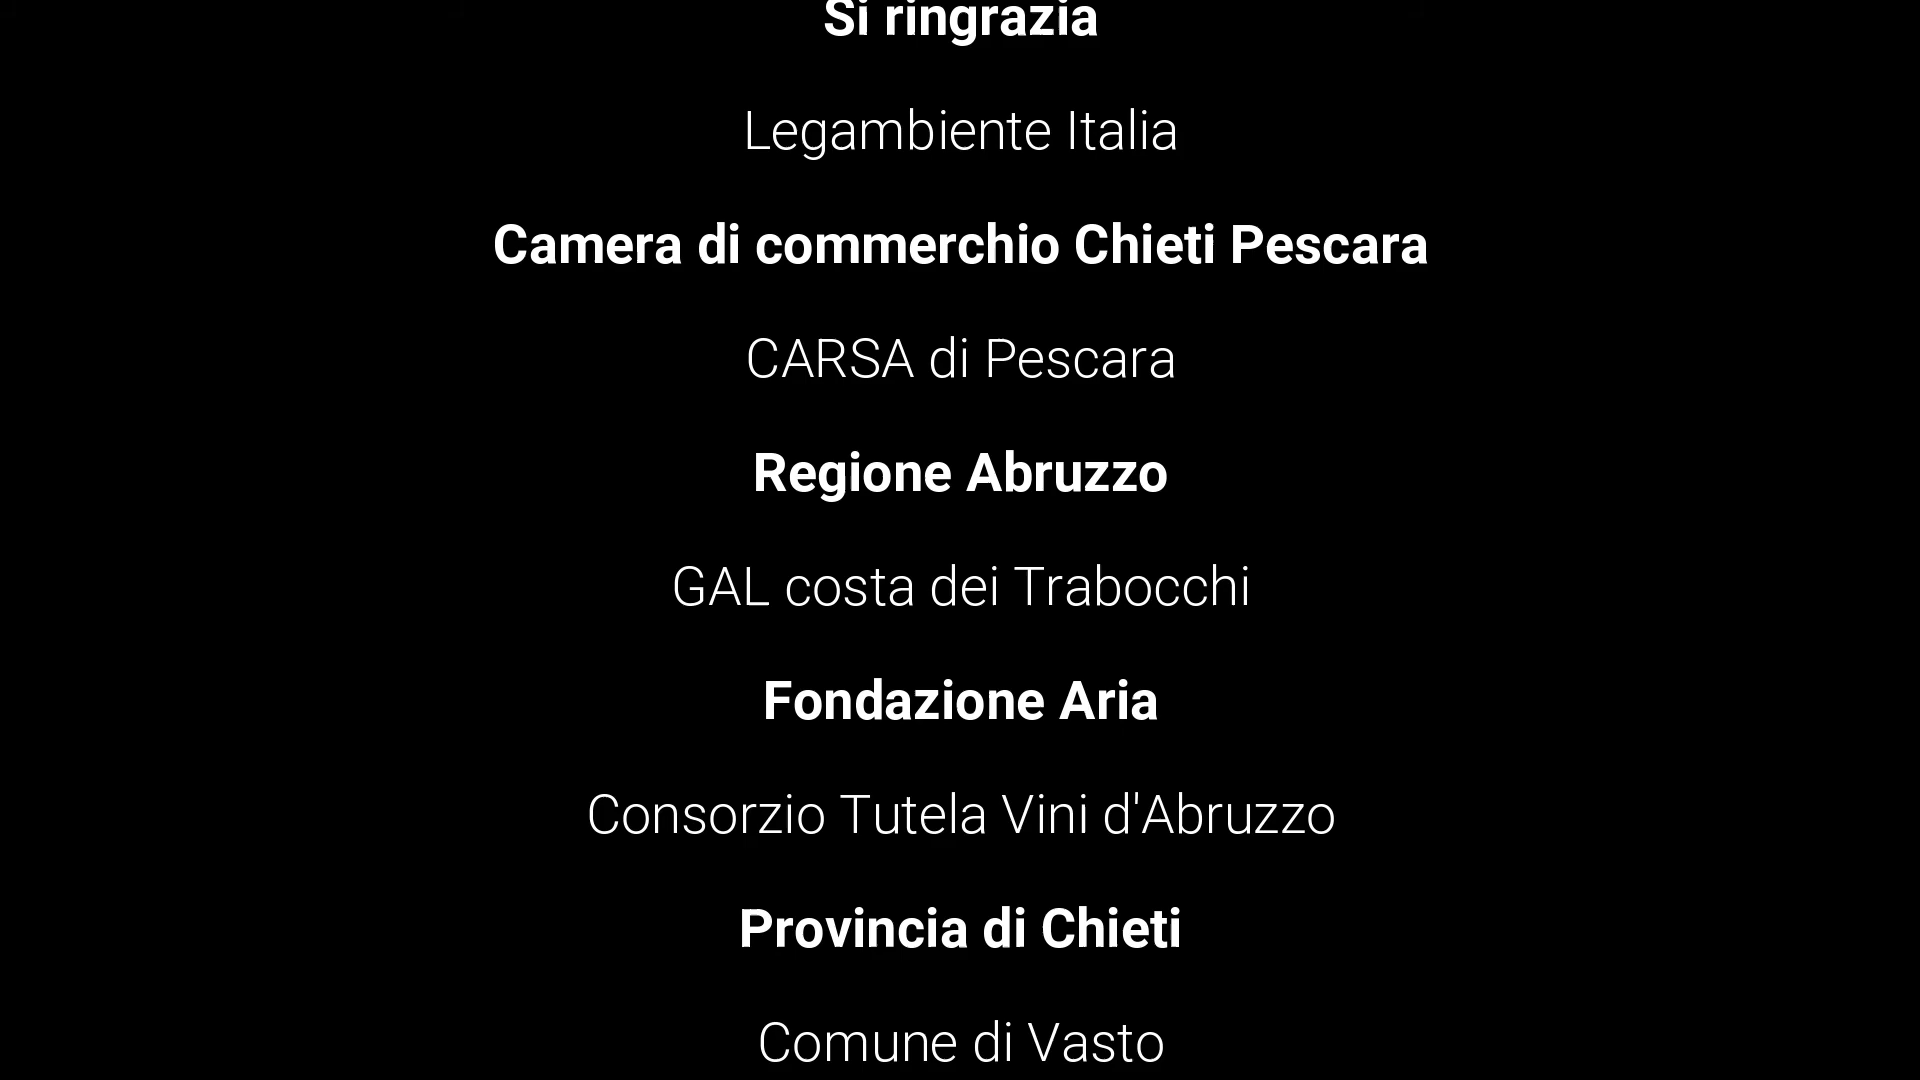 Si ringrazia
Legambiente Italia
Camera di commerchio Chieti Pescara
CARSA di Pescara
Regione Abruzzo
GAL costa dei Trabocchi
Fondazione Aria
Consorzio Tutela Vini d'Abruzzo
Provincia di Chieti
Comune di Vasto